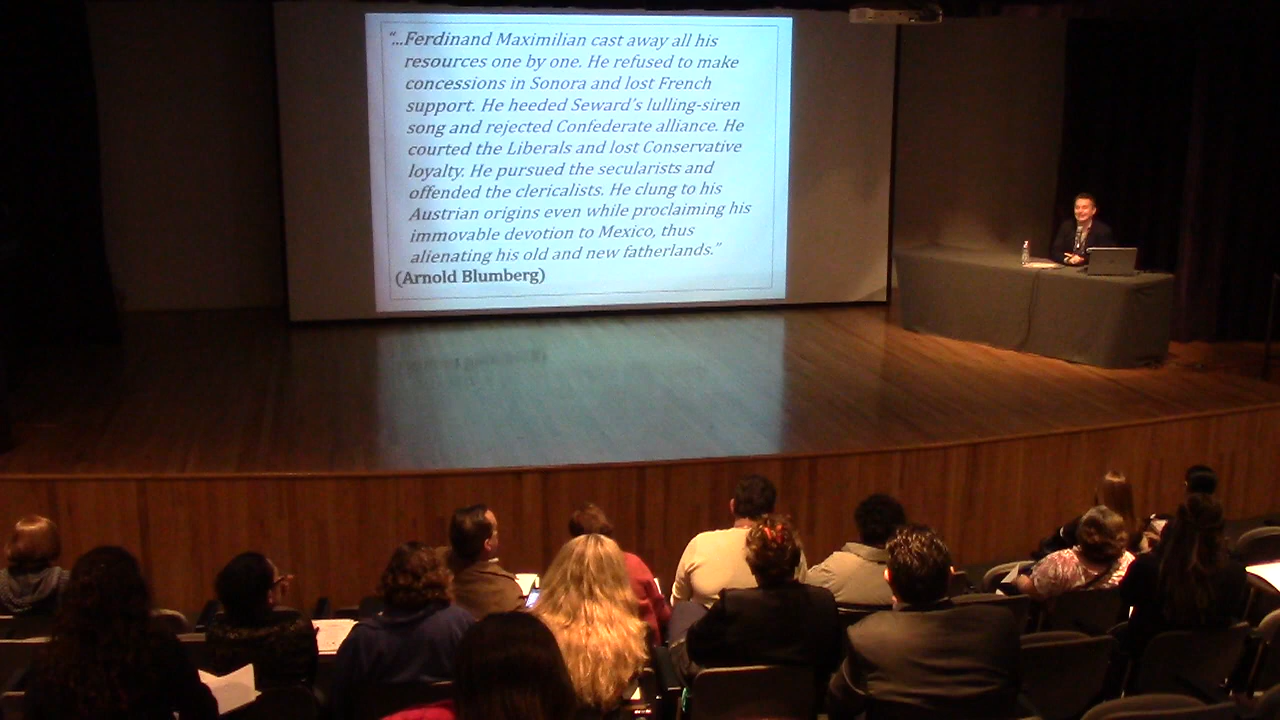 “...Ferdinand Maximilian cast away all his
resources one by one. He refused to make
concessions in Sonora and lost French
support. He heeded Seward’s lulling-siren
song and rejected Confederate alliance. He
courted the Liberals and lost Conservative
loyalty. He pursued the secularists and
offended the clericalists. He clung to his
Austrian origins even while proclaiming his
immovable devotion to Mexico, thus
alienating his old and new fatherlands.”
(Arnold Blumberg)